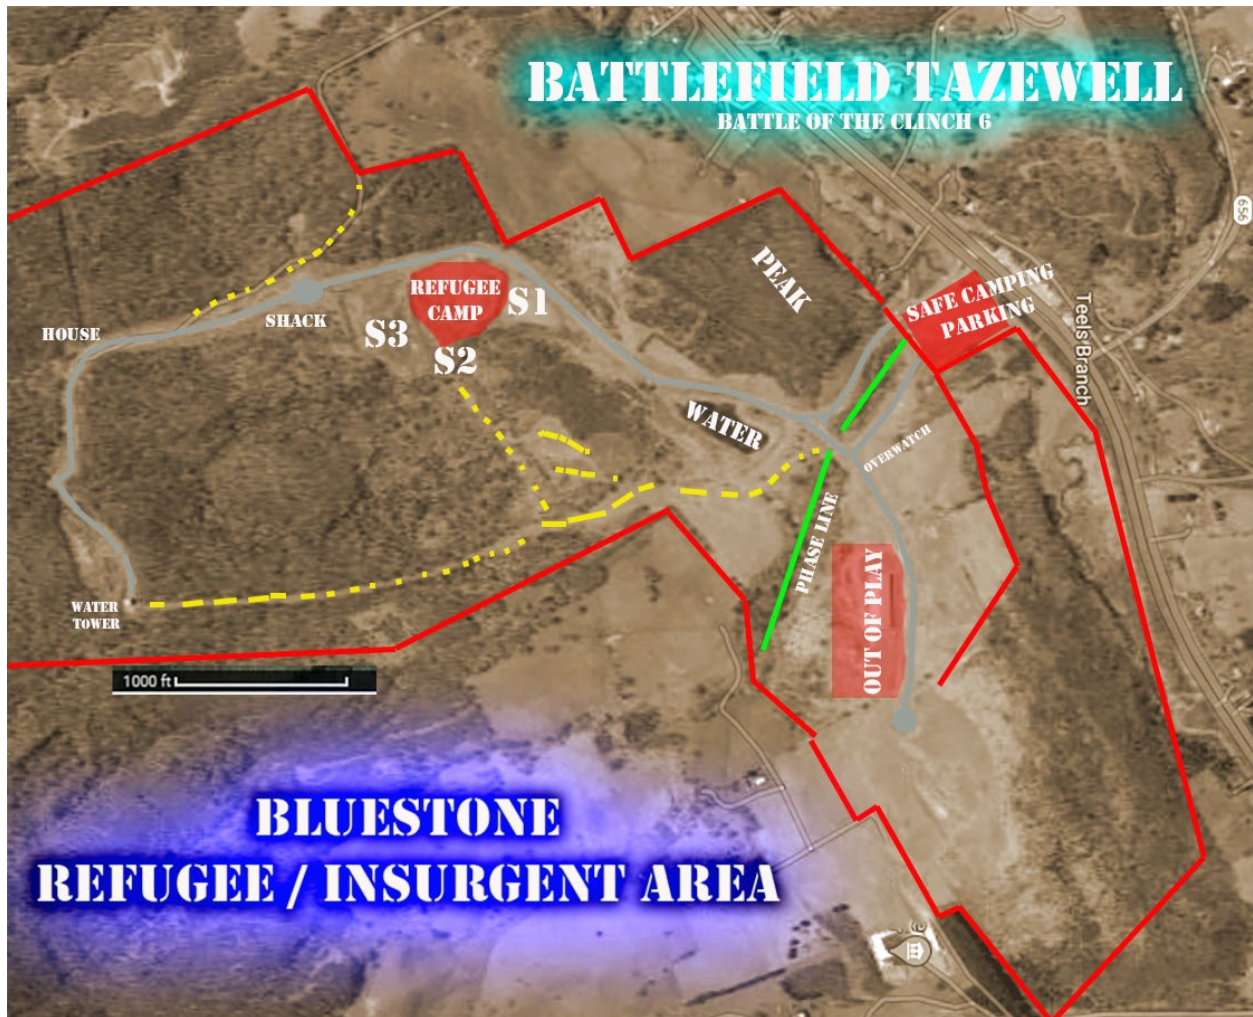 BATTLEFIELD TAZEWELL
BATTLE OF THE CLINCH 6
656
PEAK
SAFE CAMPING
PARKING
Teels Branch
REFUGEE
CAMP
S1
S2
S3
SHACK
HOUSE
WATER
OVERWATCH
PHASE LINE
OUT OF PLAY
WATER
TOWER
1000 ft
BLUESTONE
REFUGEE / INSURGENT AREA